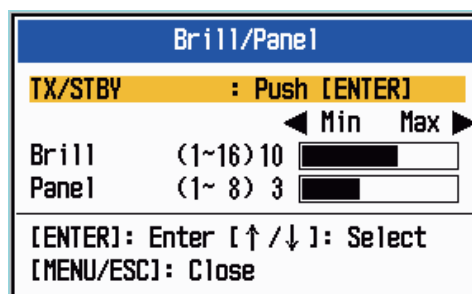 Brill/Panel
TX/STBY : Push [ENTER]
◀ Min Max ▶
Brill (1~16) 10
Panel (1~ 8) 3
[ENTER]: Enter [↑/↓]: Select
[MENU/ESC]: Close